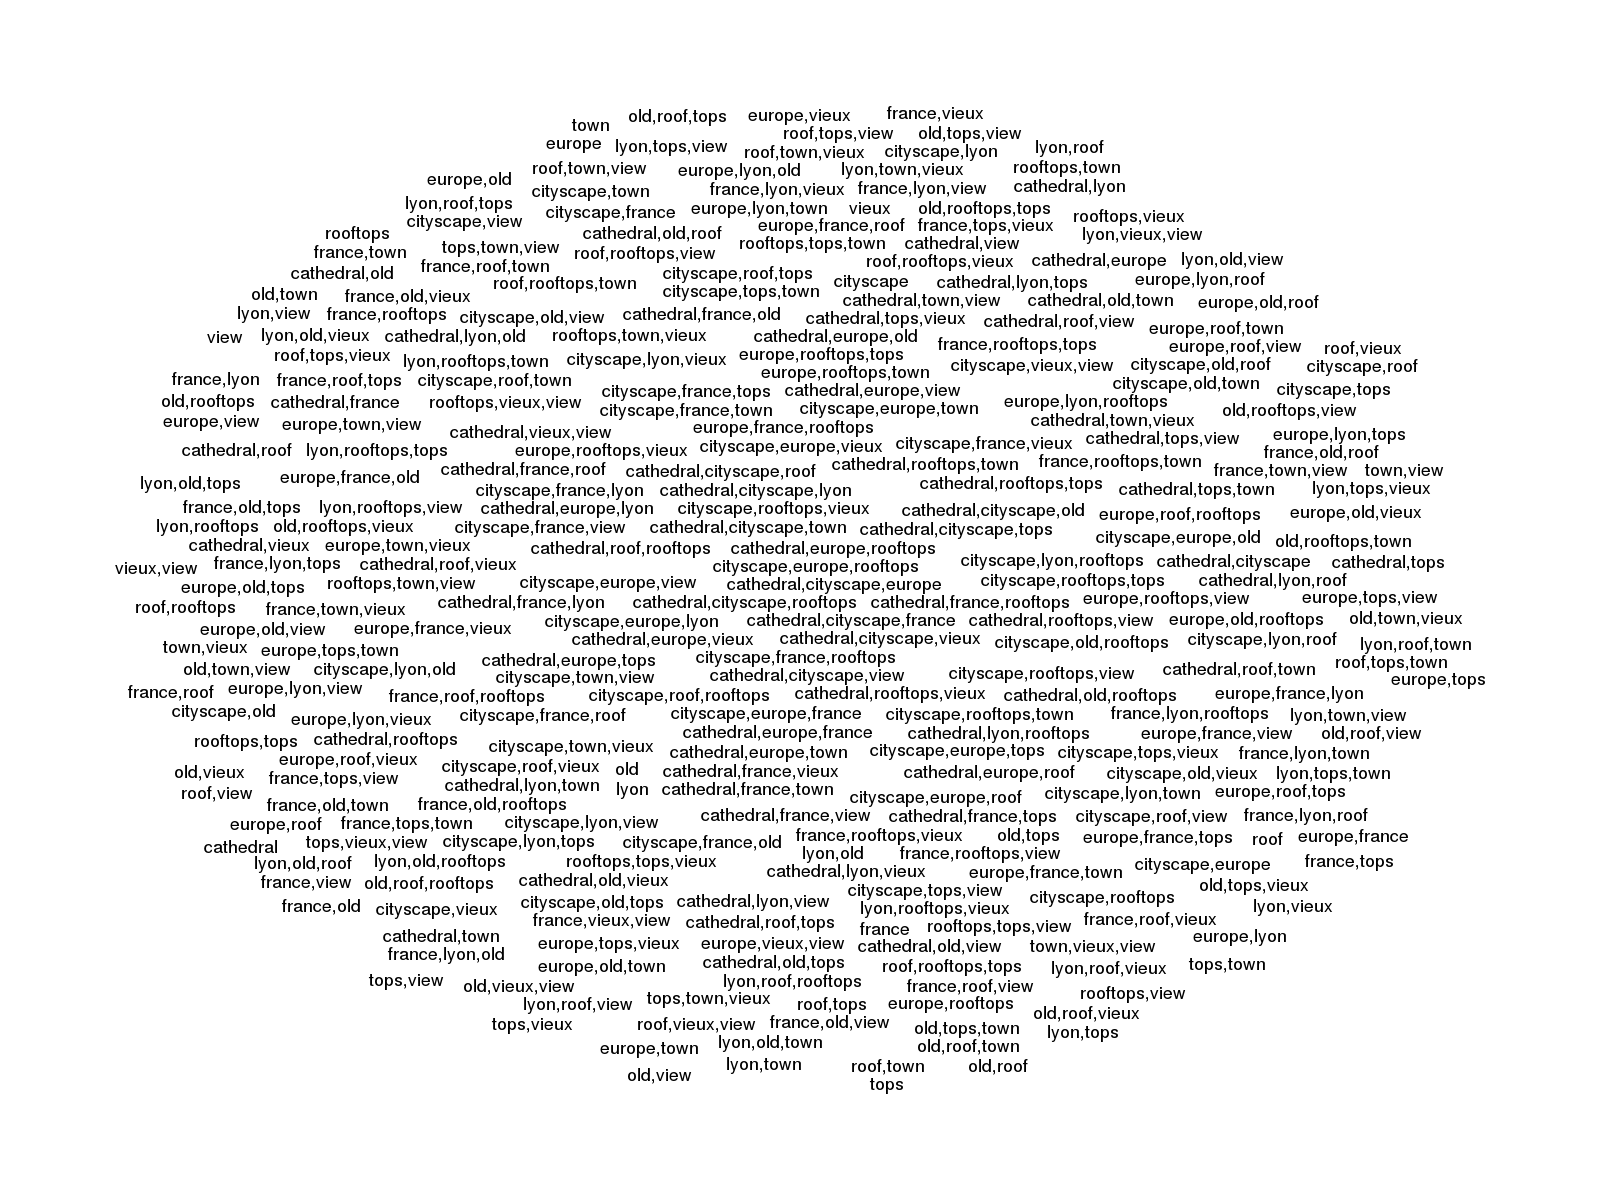 old,roof,tops europe,vieux france,vieux
town roof,tops,view old,tops,view
europe lyon,tops,view roof,town,vieux cityscape,lyon lyon,roof
roof,town,view europe,lyon,old lyon,town,vieux rooftops,town
europe,old cityscape,town france,lyon,vieux france,lyon,view cathedral,lyon
lyon,roof,tops cityscape,france europe,lyon,town vieux old,rooftops,tops rooftops,vieux
cityscape,view cathedral,old,roof europe,france,roof france,tops,vieux lyon,vieux,view
rooftops tops,town,view roof,rooftops,view rooftops,tops,town cathedral,view
france,town france,roof,town roof,rooftops,vieux cathedral,europe lyon,old,view
cathedral,old roof,rooftops,town cityscape,roof,tops cityscape cathedral,lyon,tops europe,lyon,roof
old,town france,old,vieux cityscape,tops,town cathedral,town,view cathedral,old,town europe,old,roof
lyon,view france,rooftops cityscape,old,view cathedral,france,old cathedral,tops,vieux cathedral,roof,view europe,roof,town
view lyon,old,vieux cathedral,lyon,old rooftops,town,vieux cathedral,europe,old france,rooftops,tops europe,roof,view roof,vieux
roof,tops,vieux lyon,rooftops,town cityscape,lyon,vieux europe,rooftops,tops cityscape,vieux,view cityscape,old,roof cityscape,roof
france,lyon france,roof,tops cityscape,roof,town europe,rooftops,town cityscape,old,town cityscape,tops
cityscape,france,tops cathedral,europe,view
old,rooftops cathedral,france rooftops,vieux,view cityscape,france,town cityscape,europe,town europe,lyon,rooftops old,rooftops,view
europe,view europe,town,view cathedral,vieux,view europe,france,rooftops cathedral,town,vieux europe,lyon,tops
cathedral,roof lyon,rooftops,tops europe,rooftops,vieux cityscape,europe,vieux cityscape,france,vieux cathedral,tops,view france,old,roof
lyon,old,tops europe,france,old cathedral,france,roof cathedral,cityscape,roof cathedral,rooftops,town france,rooftops,town france,town,view town,view
cityscape,france,lyon cathedral,cityscape,lyon cathedral,rooftops,tops cathedral,tops,town lyon,tops,vieux
france,old,tops lyon,rooftops,view cathedral,europe,lyon cityscape,rooftops,vieux cathedral,cityscape,old europe,roof,rooftops europe,old,vieux
lyon,rooftops old,rooftops,vieux cityscape,france,view cathedral,cityscape,town cathedral,cityscape,tops cityscape,europe,old old,rooftops,town
cathedral,vieux europe,town,vieux cathedral,roof,rooftops cathedral,europe,rooftops
vieux,view france,lyon,tops cathedral,roof,vieux cityscape,europe,rooftops cityscape,lyon,rooftops cathedral,cityscape cathedral,tops
europe,old,tops rooftops,town,view cityscape,europe,view cathedral,cityscape,europe cityscape,rooftops,tops cathedral,lyon,roof
roof,rooftops france,town,vieux cathedral,france,lyon cathedral,cityscape,rooftops cathedral,france,rooftops europe,rooftops,view europe,tops,view
europe,old,view europe,france,vieux cityscape,europe,lyon cathedral,cityscape,france cathedral,rooftops,view europe,old,rooftops old,town,vieux
town,vieux europe,tops,town cathedral,europe,vieux cathedral,cityscape,vieux cityscape,old,rooftops cityscape,lyon,roof lyon,roof,town
old,town,view cityscape,lyon,old cathedral,europe,tops cityscape,france,rooftops cathedral,roof,town roof,tops,town
cityscape,town,view cathedral,cityscape,view cityscape,rooftops,view europe,tops
france,roof europe,lyon,view france,roof,rooftops cityscape,roof,rooftops cathedral,rooftops,vieux cathedral,old,rooftops europe,france,lyon
cityscape,old europe,lyon,vieux cityscape,france,roof cityscape,europe,france cityscape,rooftops,town france,lyon,rooftops lyon,town,view
rooftops,tops cathedral,rooftops cathedral,europe,france cathedral,lyon,rooftops europe,france,view old,roof,view
europe,roof,vieux cityscape,town,vieux cathedral,europe,town cityscape,europe,tops cityscape,tops,vieux france,lyon,town
old,vieux france,tops,view cityscape,roof,vieux old cathedral,france,vieux cathedral,europe,roof cityscape,old,vieux lyon,tops,town
roof,view cathedral,lyon,town lyon cathedral,france,town cityscape,europe,roof cityscape,lyon,town europe,roof,tops
france,old,town france,old,rooftops
europe,roof france,tops,town cityscape,lyon,view cathedral,france,view cathedral,france,tops cityscape,roof,view france,lyon,roof
cathedral tops,vieux,view cityscape,lyon,tops cityscape,france,old france,rooftops,vieux old,tops europe,france,tops roof europe,france
lyon,old,roof lyon,old,rooftops rooftops,tops,vieux lyon,old france,rooftops,view cityscape,europe france,tops
france,view old,roof,rooftops cathedral,old,vieux cathedral,lyon,vieux europe,france,town old,tops,vieux
france,old cityscape,vieux cityscape,old,tops cathedral,lyon,view cityscape,tops,view cityscape,rooftops lyon,vieux
france,vieux,view cathedral,roof,tops lyon,rooftops,vieux france,roof,vieux
cathedral,town europe,tops,vieux europe,vieux,view france rooftops,tops,view europe,lyon
france,lyon,old cathedral,old,view town,vieux,view
europe,old,town cathedral,old,tops roof,rooftops,tops lyon,roof,vieux tops,town
tops,view old,vieux,view lyon,roof,rooftops france,roof,view rooftops,view
lyon,roof,view tops,town,vieux roof,tops europe,rooftops old,roof,vieux
tops,vieux roof,vieux,view france,old,view old,tops,town lyon,tops
europe,town lyon,old,town old,roof,town
old,view lyon,town roof,town old,roof
tops